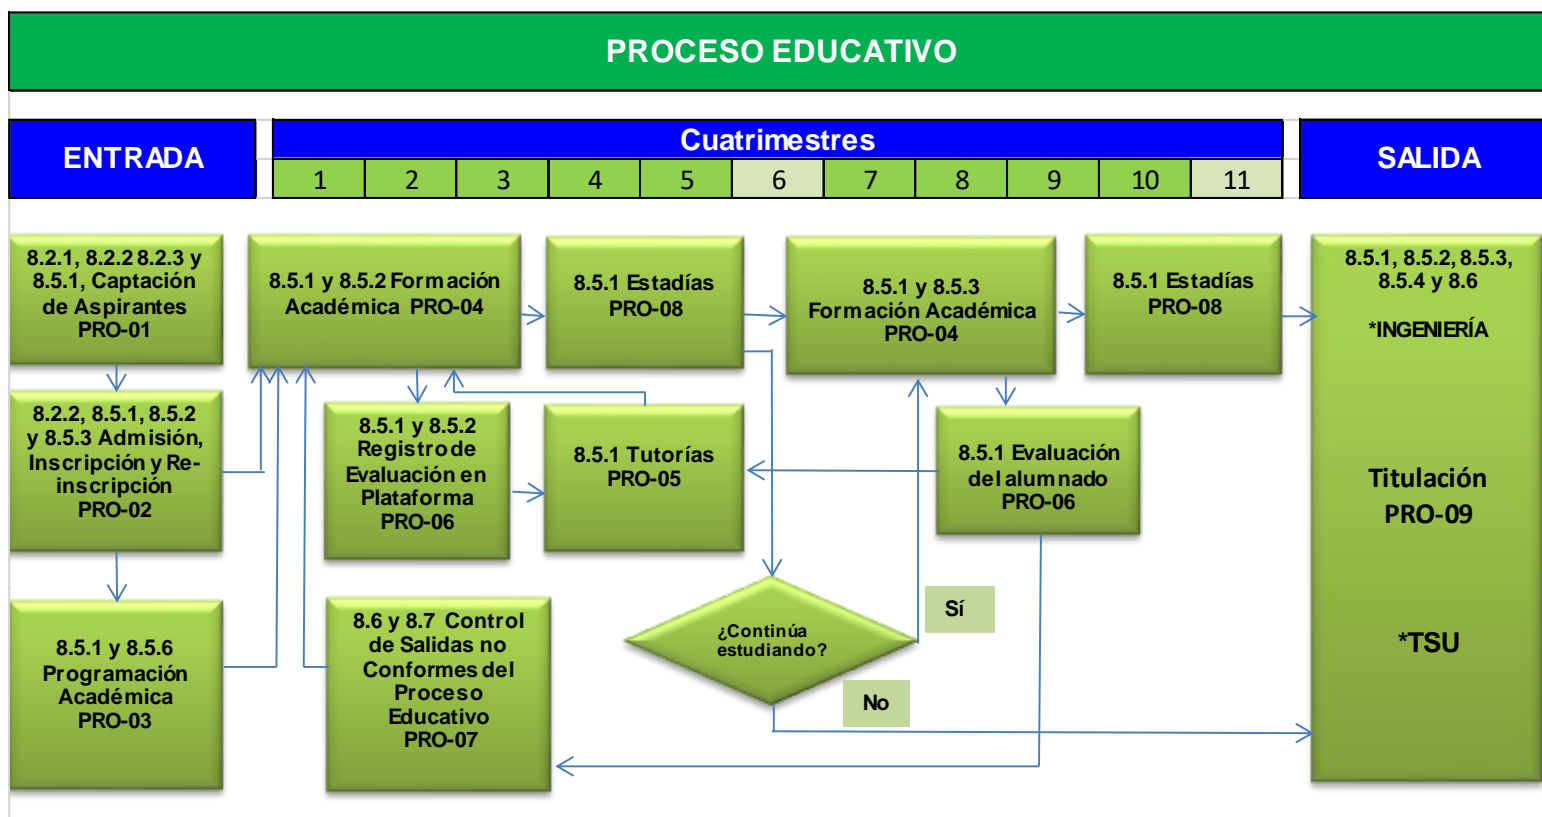 PROCESO EDUCATIVO
ENTRADA
Cuatrimestres
1 2 3 4 5 6 7 8 9 10 11
SALIDA
8.2.1, 8.2.2 8.2.3 y
8.5.1, Captación
de Aspirantes
PRO-01
8.5.1 y 8.5.2 Formación
Académica PRO-04
8.5.1 Estadías
PRO-08
8.5.1 y 8.5.3
Formación Académica
PRO-04
8.5.1 Estadías
PRO-08
8.5.1, 8.5.2, 8.5.3,
8.5.4 y 8.6
*INGENIERÍA
Titulación
PRO-09
*TSU
8.2.2, 8.5.1, 8.5.2
y 8.5.3 Admisión,
Inscripción y Re-
inscripción
PRO-02
8.5.1 y 8.5.2
Registro de
Evaluación en
Plataforma
PRO-06
8.5.1 Tutorías
PRO-05
8.5.1 Evaluación
del alumnado
PRO-06
8.5.1 y 8.5.6
Programación
Académica
PRO-03
8.6 y 8.7 Control
de Salidas no
Conformes del
Proceso
Educativo
PRO-07
¿Continúa
estudiando?
Sí
No